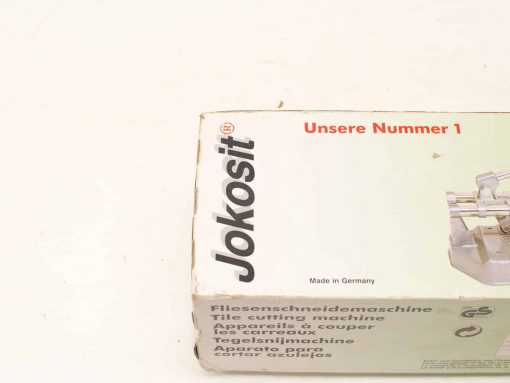 Unsere Nummer 1
Jokosit®
Made in Germany
Fliesenschneidemaschine
Tile cutting machine
Appareils à couper
les carreaux
Tegelsnijmachine
Aparato para
cortar azulejos
GS